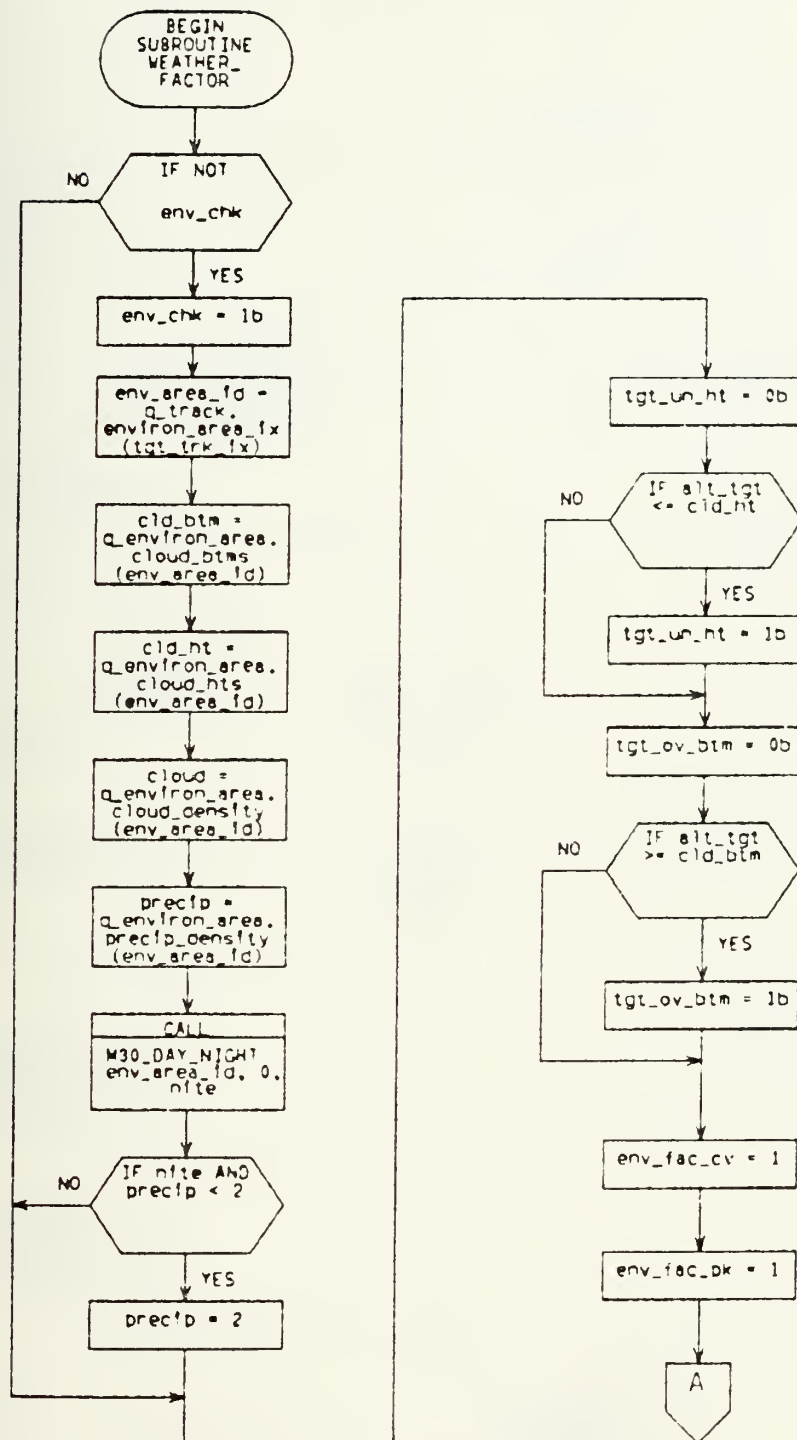 BEGIN
SUBROUTINE
WEATHER_
FACTOR
IF NOT
env_chk
NO
YES
env_chk = 1b
env_area_id =
q_track.
environ_area_ix
(tgt_trk_ix)
cld_btm =
q_environ_area.
cloud_btms
(env_area_id)
cld_ht =
q_environ_area.
cloud_hts
(env_area_id)
cloud =
q_environ_area.
cloud_density
(env_area_id)
precip =
q_environ_area.
precip_density
(env_area_id)
CALL
M30_DAY_NIGHT
env_area_id, 0,
nite
IF nite AND
precip < 2
NO
YES
precip = 2
tgt_un_ht = 0b
IF alt_tgt
<= cld_ht
NO
YES
tgt_un_ht = 1b
tgt_ov_btm = 0b
IF alt_tgt
>= cld_btm
NO
YES
tgt_ov_btm = 1b
env_fac_cv = 1
env_fac_pk = 1
A